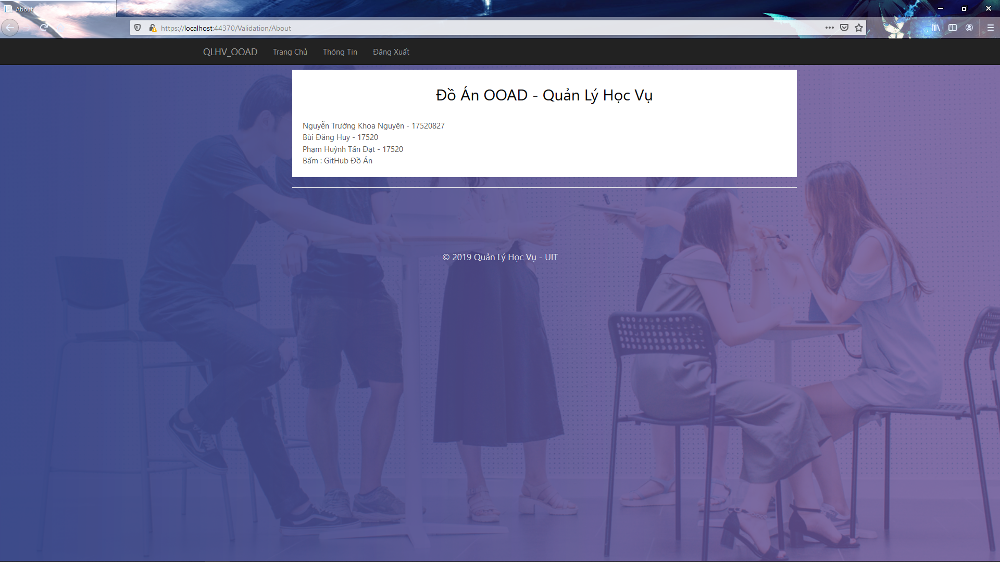 About
https://localhost:44370/Validation/About
QLHV_OOAD Trang Chủ Thông Tin Đăng Xuất
Đồ Án OOAD - Quản Lý Học Vụ
Nguyễn Trường Khoa Nguyên - 17520827
Bùi Đăng Huy - 17520
Phạm Huỳnh Tấn Đạt - 17520
Bấm : GitHub Đồ Án
© 2019 Quản Lý Học Vụ - UIT